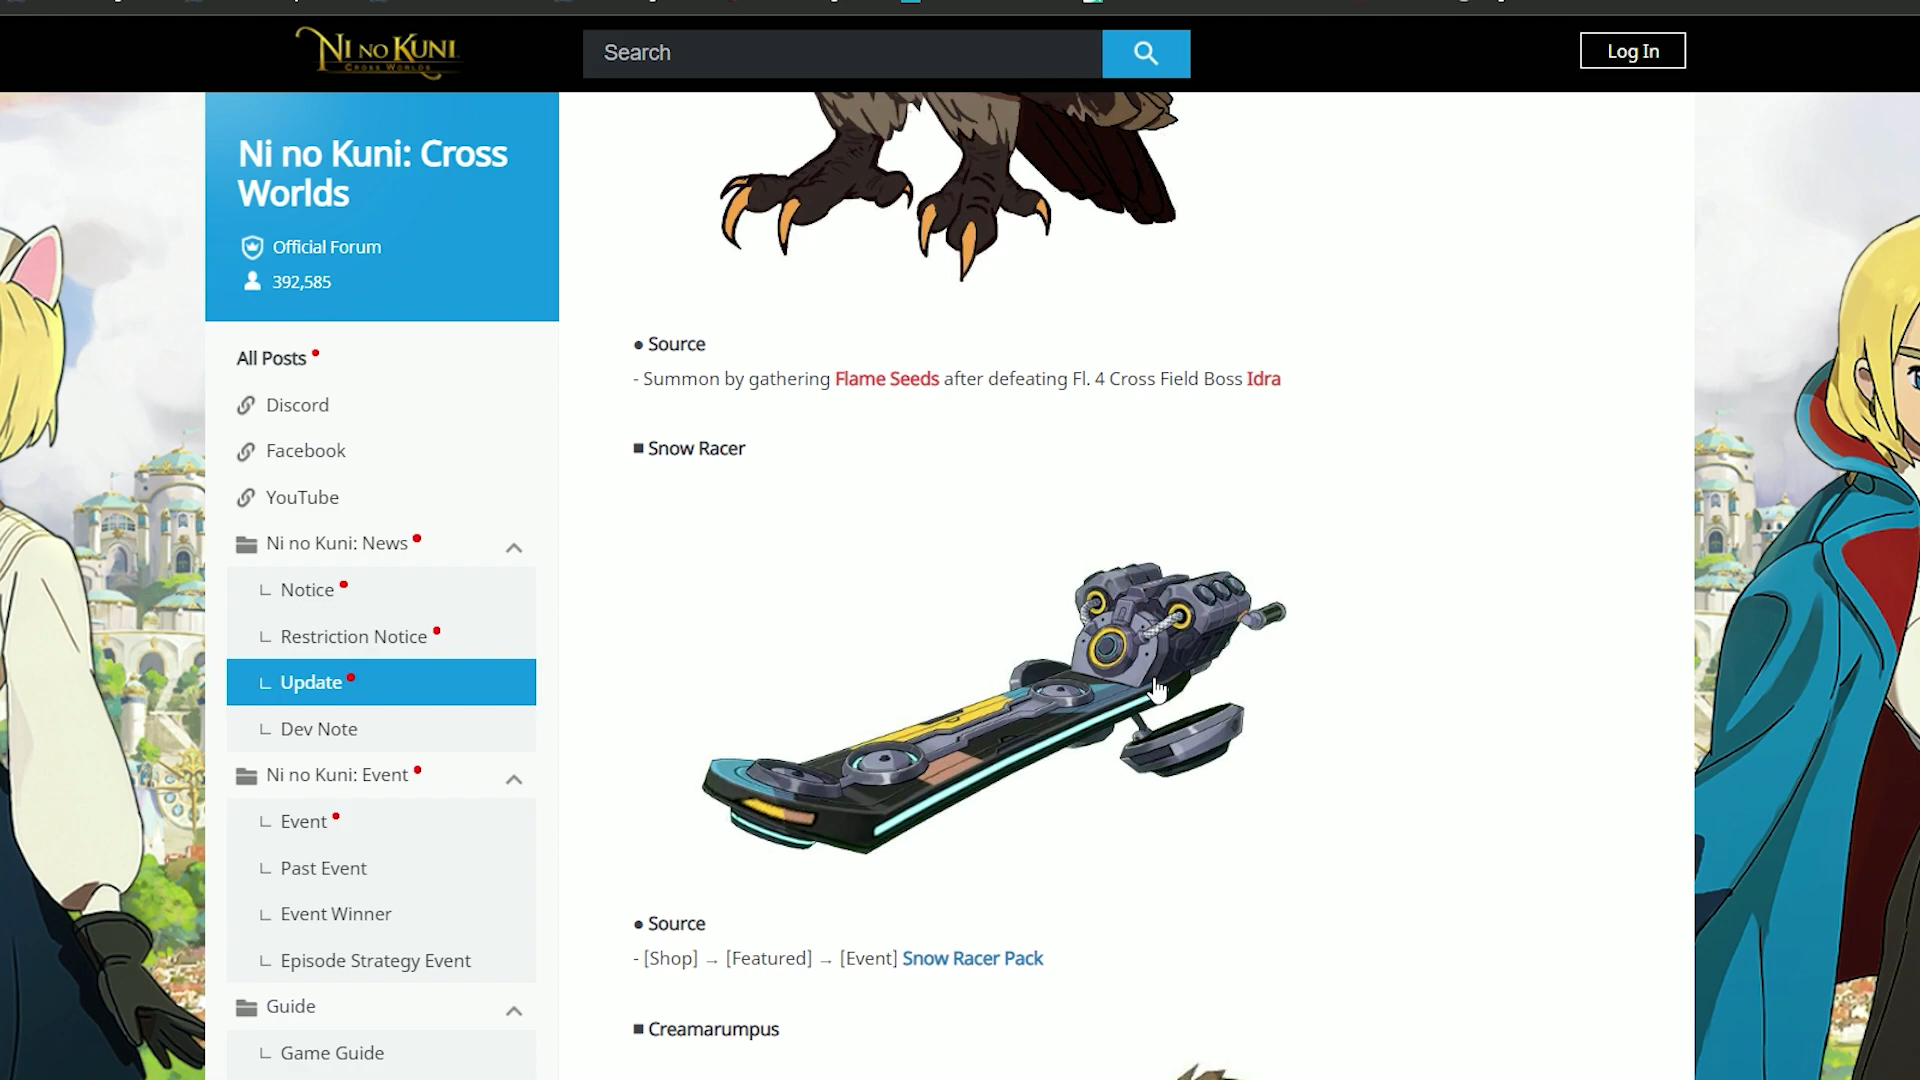 NI NO KUNI
CROSS WORLDS
Search
Log In
Ni no Kuni: Cross
Worlds
Official Forum
392,585
All Posts
Discord
Facebook
YouTube
Ni no Kuni: News
Notice
Restriction Notice
Update
Dev Note
Ni no Kuni: Event
Event
Past Event
Event Winner
Episode Strategy Event
Guide
Game Guide
● Source
- Summon by gathering Flame Seeds after defeating Fl. 4 Cross Field Boss Idra
■ Snow Racer
● Source
- [Shop] → [Featured] → [Event] Snow Racer Pack
■ Creamarumpus